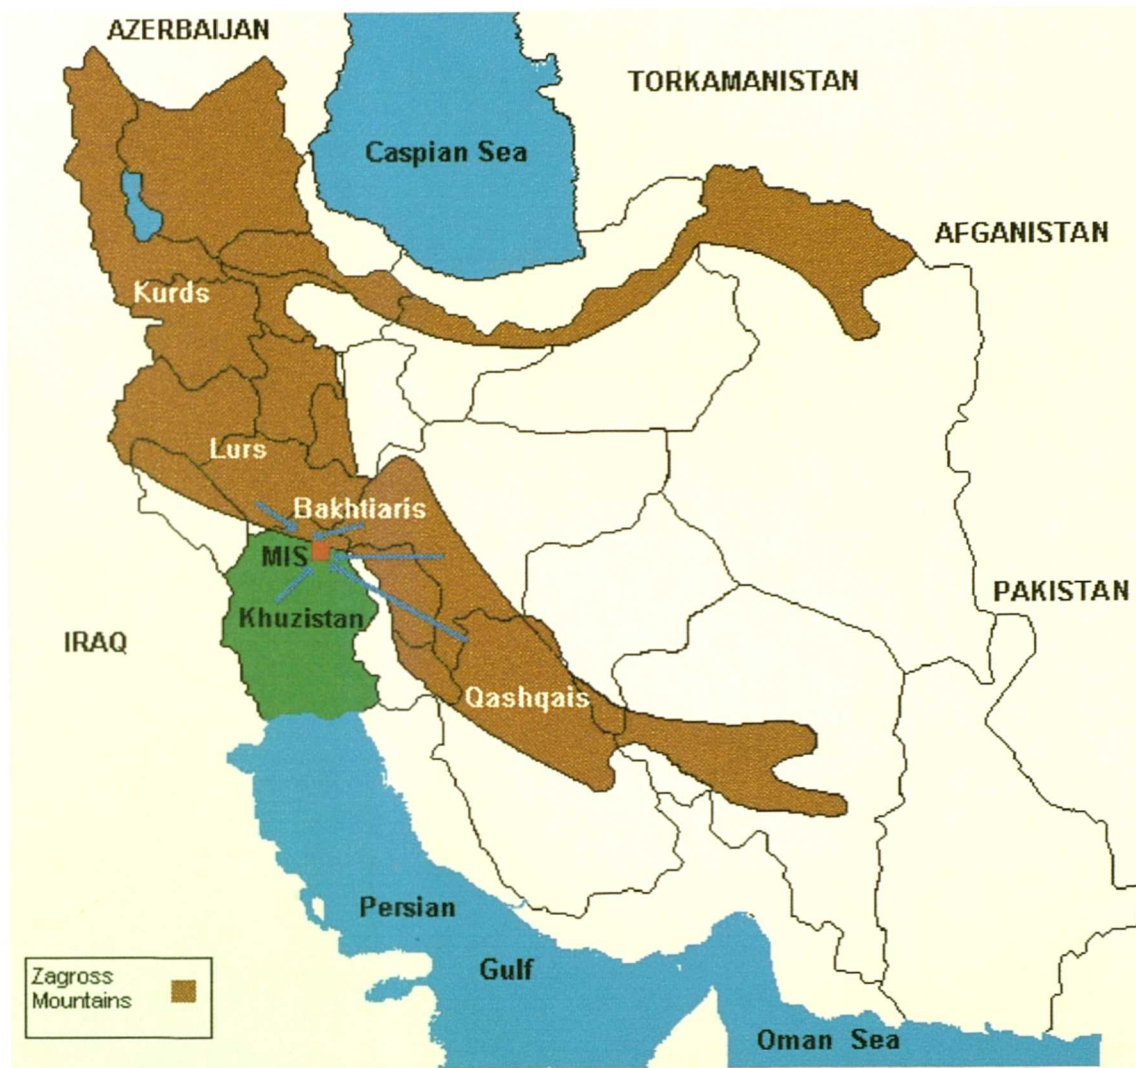 AZERBAIJAN
TORKAMANISTAN
Caspian Sea
AFGANISTAN
Kurds
Lurs
Bakhtiaris
MIS
Khuzistan
PAKISTAN
IRAQ
Qashqais
Persian
Gulf
Zagross
Mountains
Oman Sea